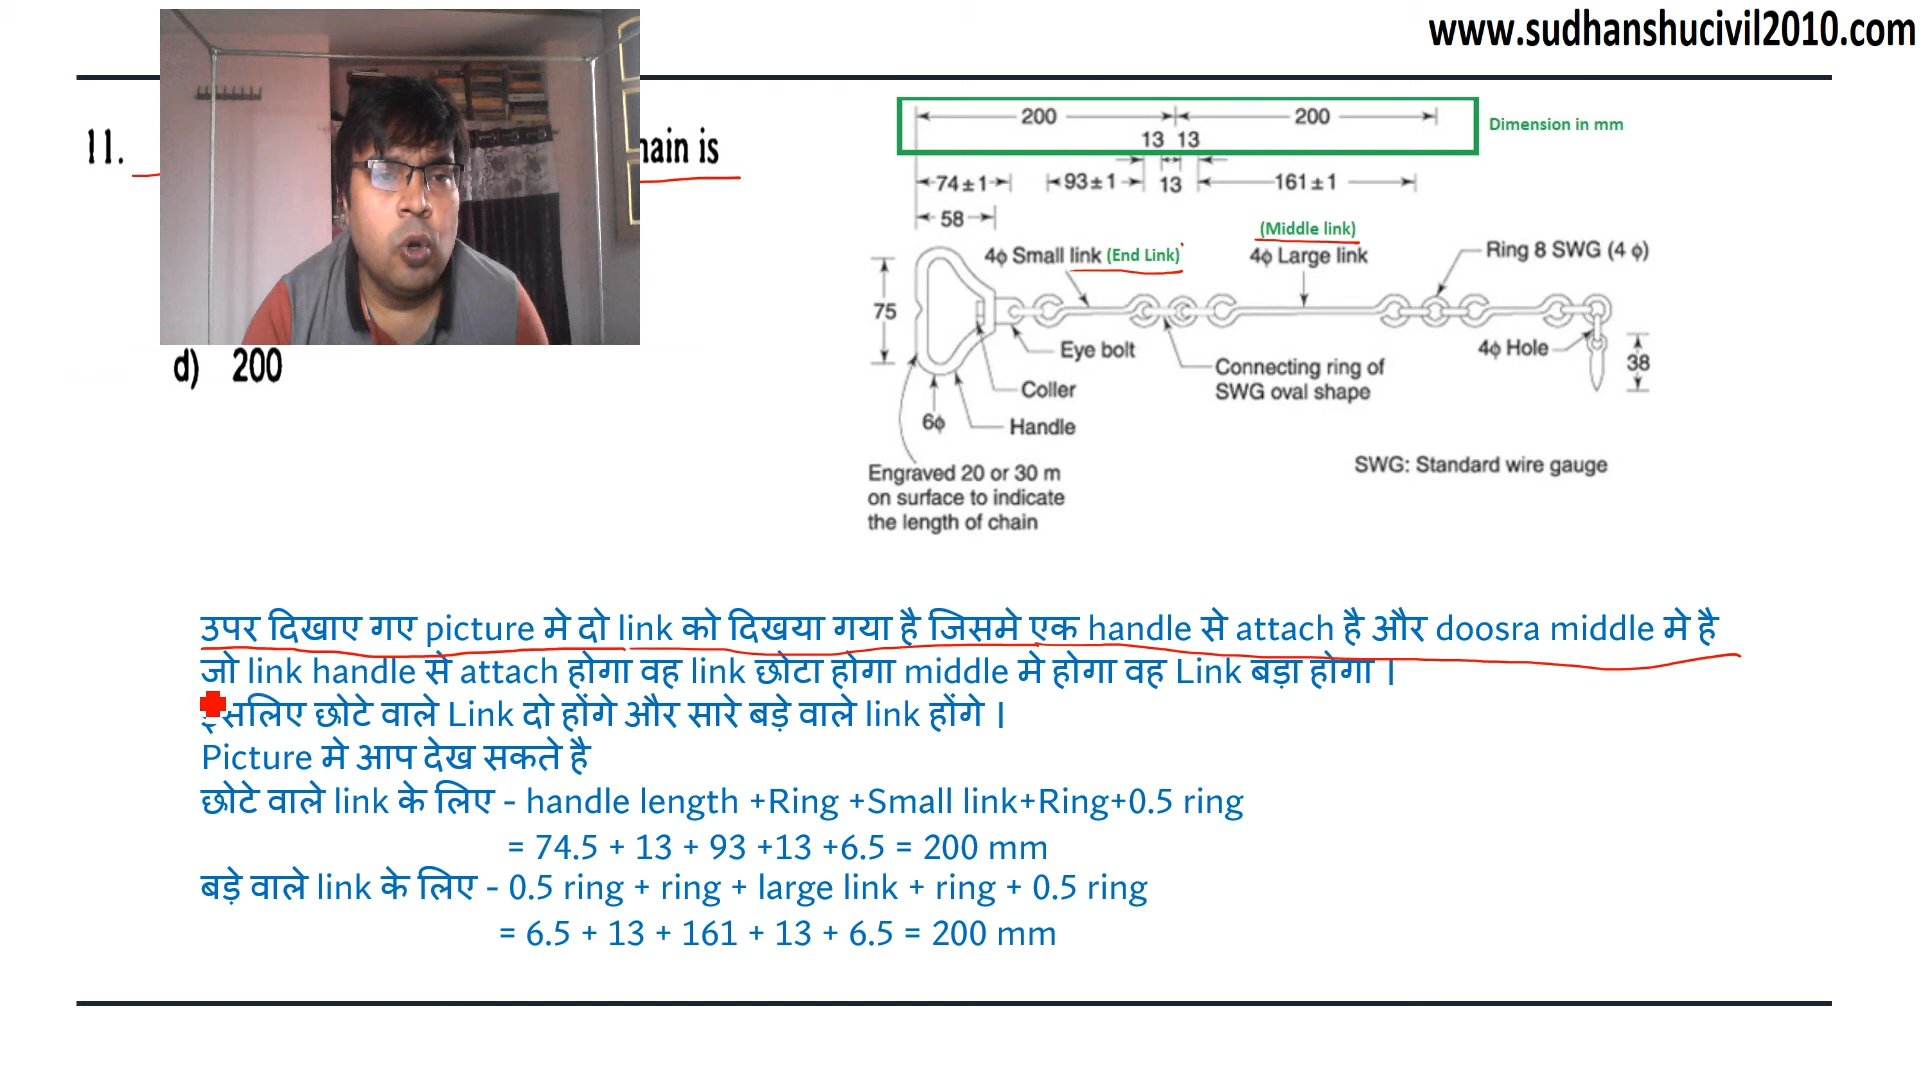 www.sudhanshucivil2010.com
11. hain is
d) 200
200 200
13 13
Dimension in mm
74±1 93±1 13 161±1
58
(Middle link)
4ϕ Small link (End Link) 4ϕ Large link Ring 8 SWG (4 ϕ)
75
Eye bolt
Connecting ring of
SWG oval shape
4ϕ Hole
38
Coller
6ϕ
Handle
Engraved 20 or 30 m
on surface to indicate
the length of chain
SWG: Standard wire gauge
उपर दिखाए गए picture मे दो link को दिखया गया है जिसमे एक handle से attach है और doosra middle मे है
जो link handle से attach होगा वह link छोटा होगा middle मे होगा वह Link बड़ा होगा ।
इसलिए छोटे वाले Link दो होंगे और सारे बड़े वाले link होंगे ।
Picture मे आप देख सकते है
छोटे वाले link के लिए - handle length +Ring +Small link+Ring+0.5 ring
= 74.5 + 13 + 93 +13 +6.5 = 200 mm
बड़े वाले link के लिए - 0.5 ring + ring + large link + ring + 0.5 ring
= 6.5 + 13 + 161 + 13 + 6.5 = 200 mm